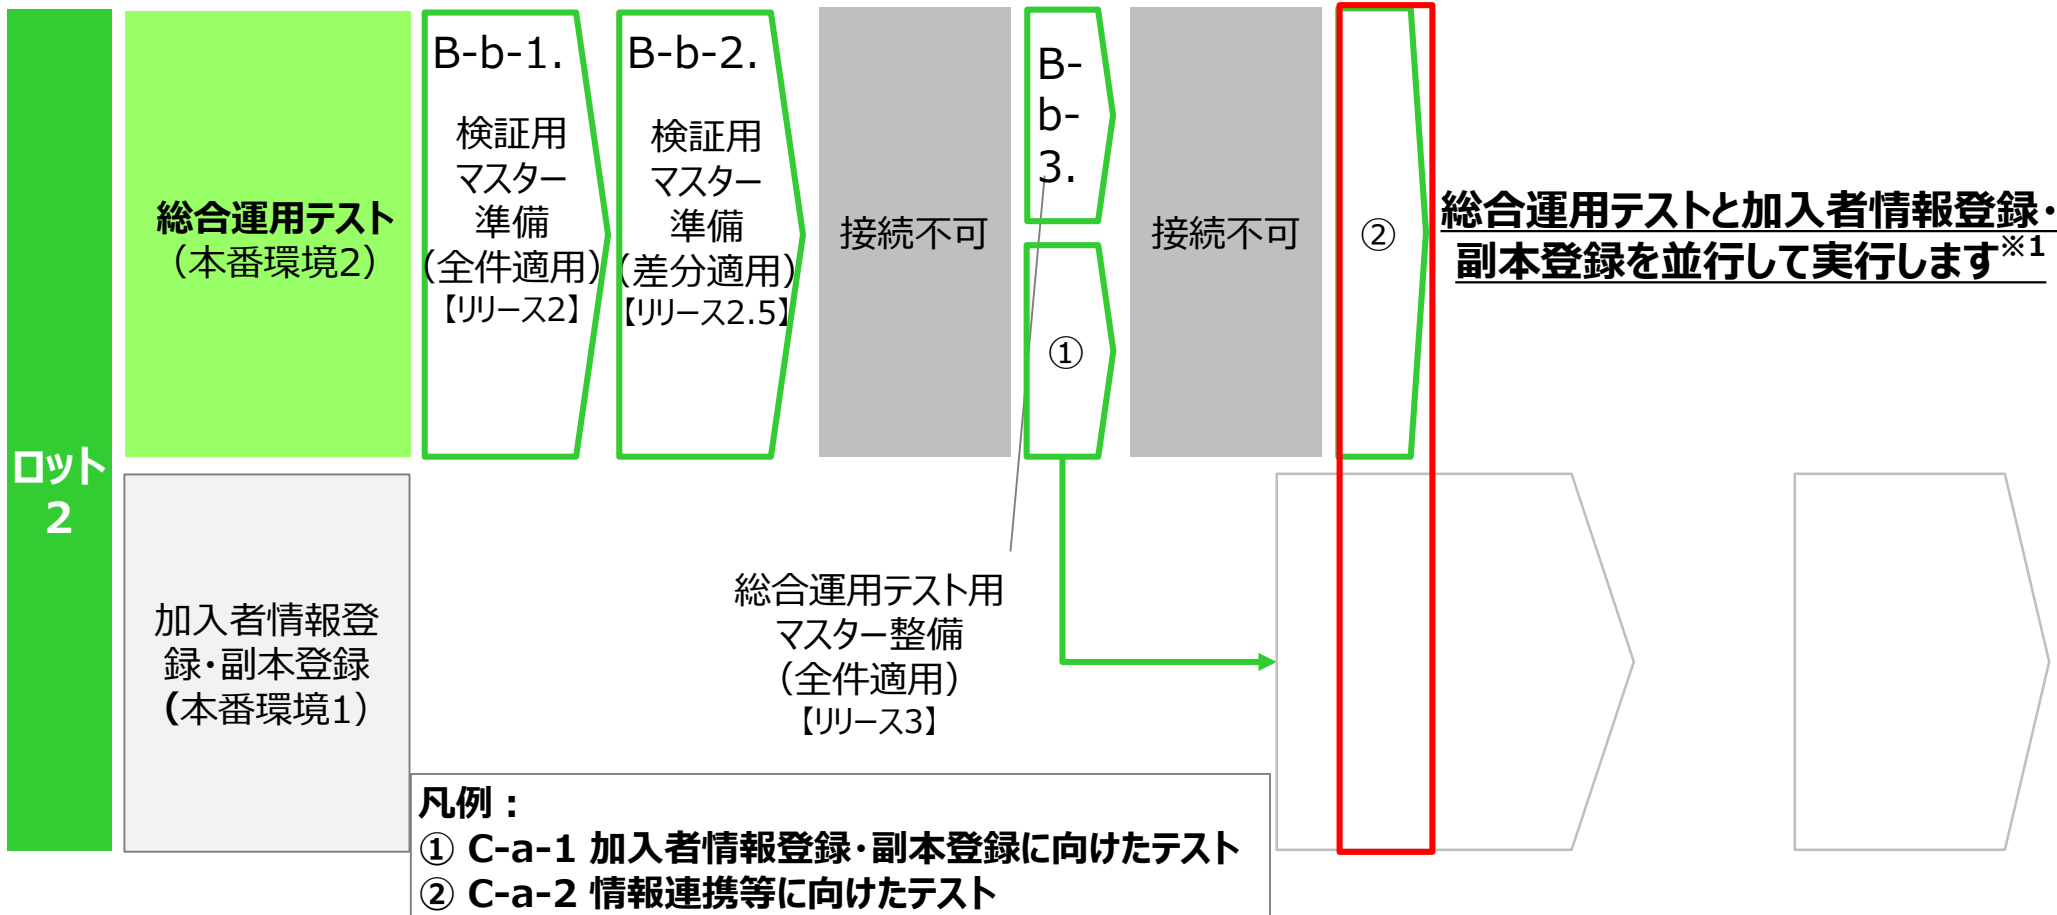 ロット
2
総合運用テスト
（本番環境2）
B-b-1.
検証用
マスター
準備
（全件適用）
【リリース2】
B-b-2.
検証用
マスター
準備
（差分適用）
【リリース2.5】
接続不可
B-
b-
3.
①
接続不可
②
総合運用テストと加入者情報登録・
副本登録を並行して実行します※1
加入者情報登
録・副本登録
(本番環境1）
総合運用テスト用
マスター整備
（全件適用）
【リリース3】
凡例：
① C-a-1 加入者情報登録・副本登録に向けたテスト
② C-a-2 情報連携等に向けたテスト